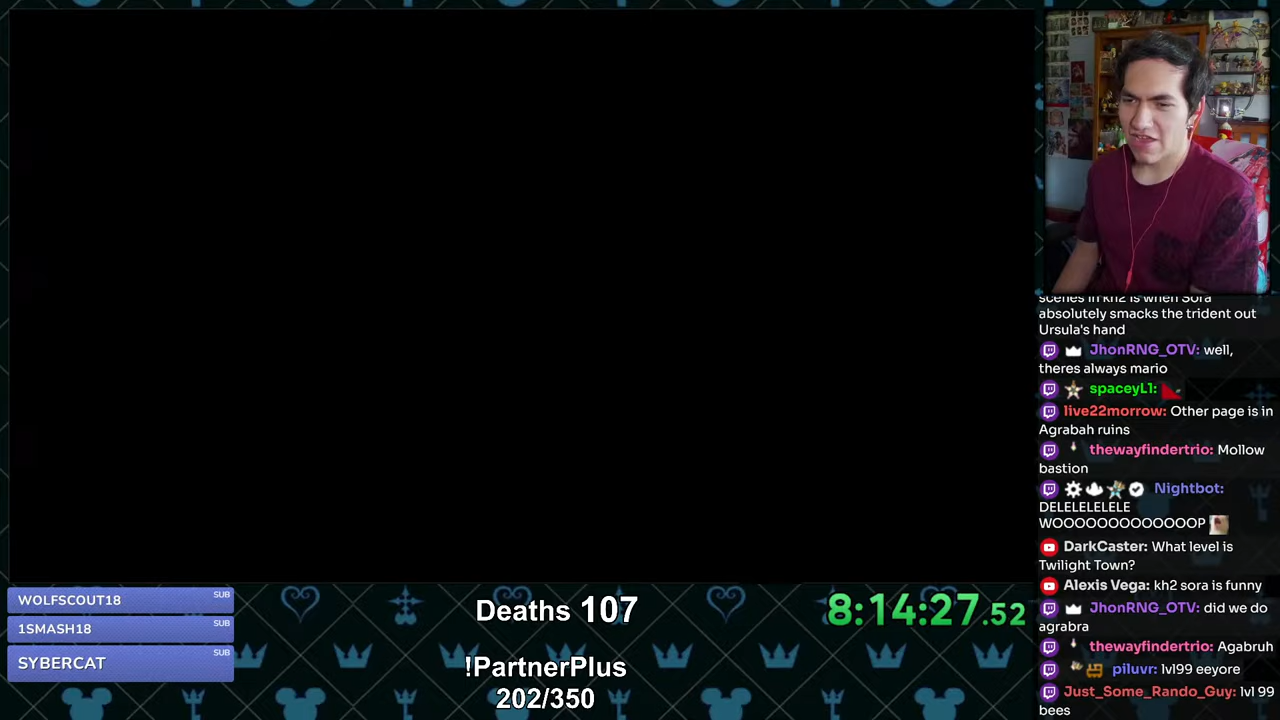 scenes in kh2 is when Sora
absolutely smacks the trident out
Ursula's hand
JhonRNG_OTV: well,
theres always mario
spaceyL1:
live22morrow: Other page is in
Agrabah ruins
thewayfindertrio: Mollow
bastion
Nightbot:
DELELELELELE
WOOOOOOOOOOOOOP
DarkCaster: What level is
Twilight Town?
Alexis Vega: kh2 sora is funny
JhonRNG_OTV: did we do
agrabra
thewayfindertrio: Agabruh
piluvr: lvl99 eeyore
Just_Some_Rando_Guy: lvl 99
bees
WOLFSCOUT18 SUB
1SMASH18 SUB
SYBERCAT SUB
Deaths 107
!PartnerPlus
202/350
8:14:27.52